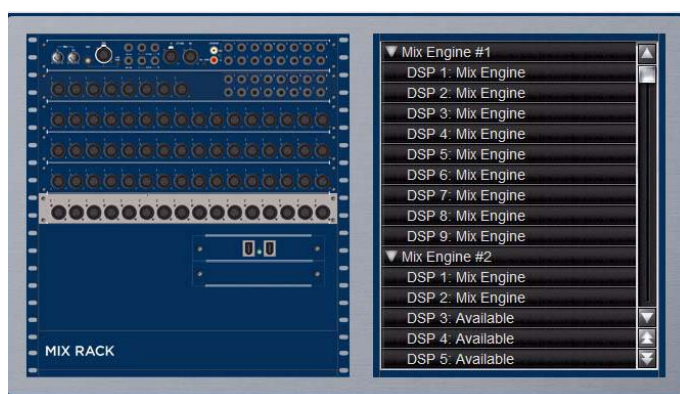 MIX RACK
Mix Engine #1
DSP 1: Mix Engine
DSP 2: Mix Engine
DSP 3: Mix Engine
DSP 4: Mix Engine
DSP 5: Mix Engine
DSP 6: Mix Engine
DSP 7: Mix Engine
DSP 8: Mix Engine
DSP 9: Mix Engine
Mix Engine #2
DSP 1: Mix Engine
DSP 2: Mix Engine
DSP 3: Available
DSP 4: Available
DSP 5: Available